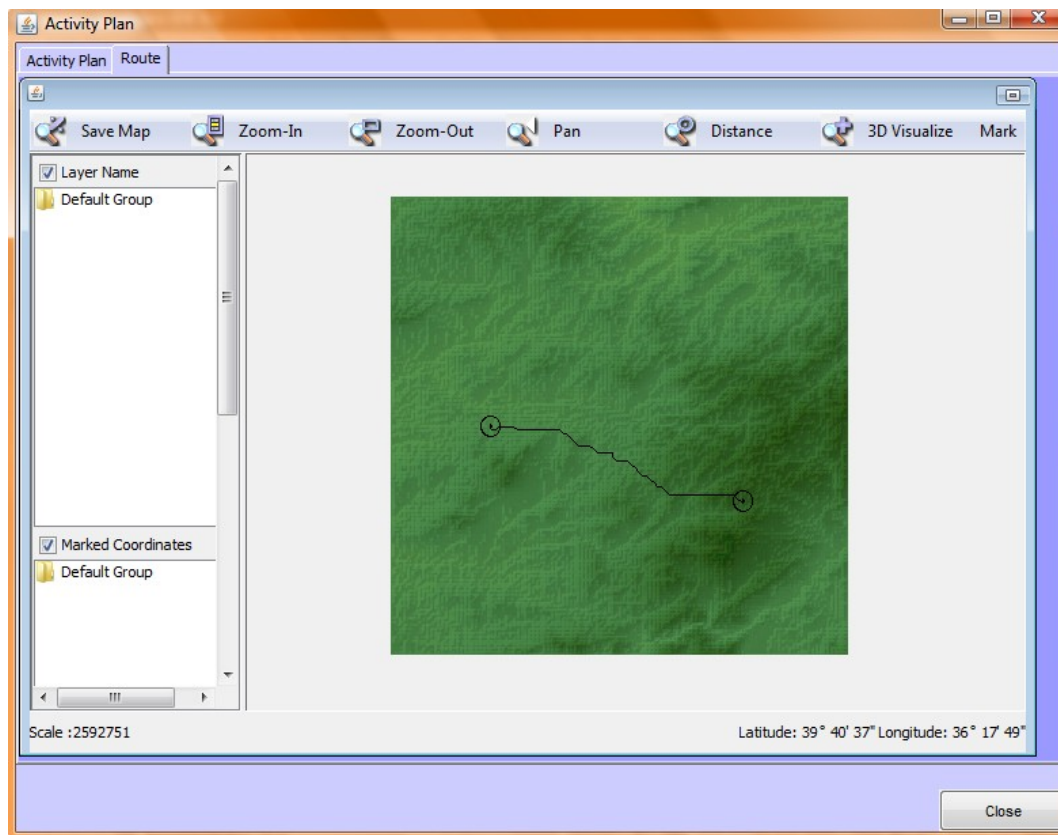 Activity Plan
Activity Plan Route
Save Map Zoom-In Zoom-Out Pan Distance 3D Visualize Mark
Layer Name
Default Group
Marked Coordinates
Default Group
Scale :2592751
Latitude: 39° 40' 37" Longitude: 36° 17' 49"
Close